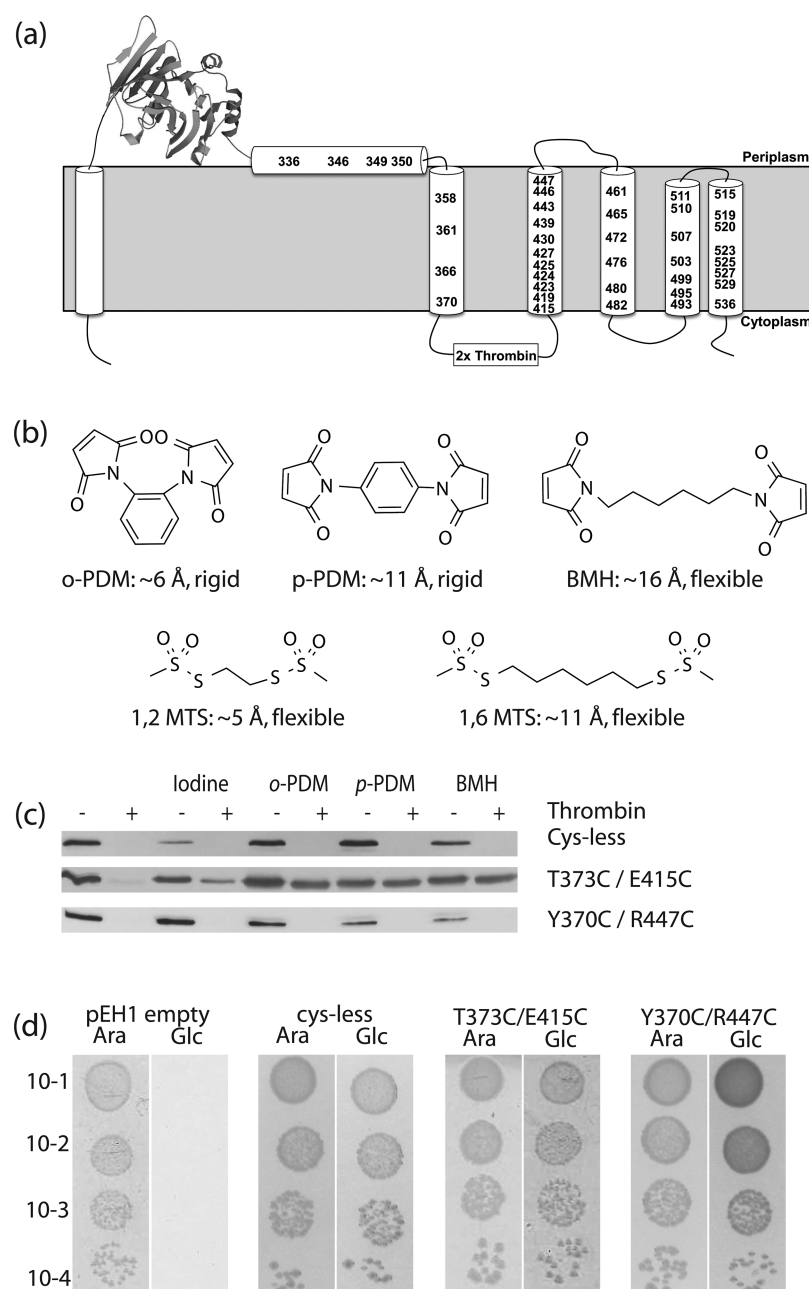 (a)
336 346 349 350
Periplasm
358
361
366
370
447
446
443
439
430
427
425
424
423
419
415
461
465
472
476
480
482
511
510
507
503
499
495
493
515
519
520
523
525
527
529
536
Cytoplasm
2x Thrombin
(b)
O O O O
N N
O O
o-PDM: ~6 Å, rigid
O O
N N
O O
p-PDM: ~11 Å, rigid
O O
N N
O O
BMH: ~16 Å, flexible
O O O O
S S
S S
1,2 MTS: ~5 Å, flexible
O O O O
S S
S S
1,6 MTS: ~11 Å, flexible
Iodine o-PDM p-PDM BMH
(c) - + - + - + - + - + Thrombin
Cys-less
T373C / E415C
Y370C / R447C
(d) pEH1 empty cys-less T373C/E415C Y370C/R447C
Ara Glc Ara Glc Ara Glc Ara Glc
10-1
10-2
10-3
10-4